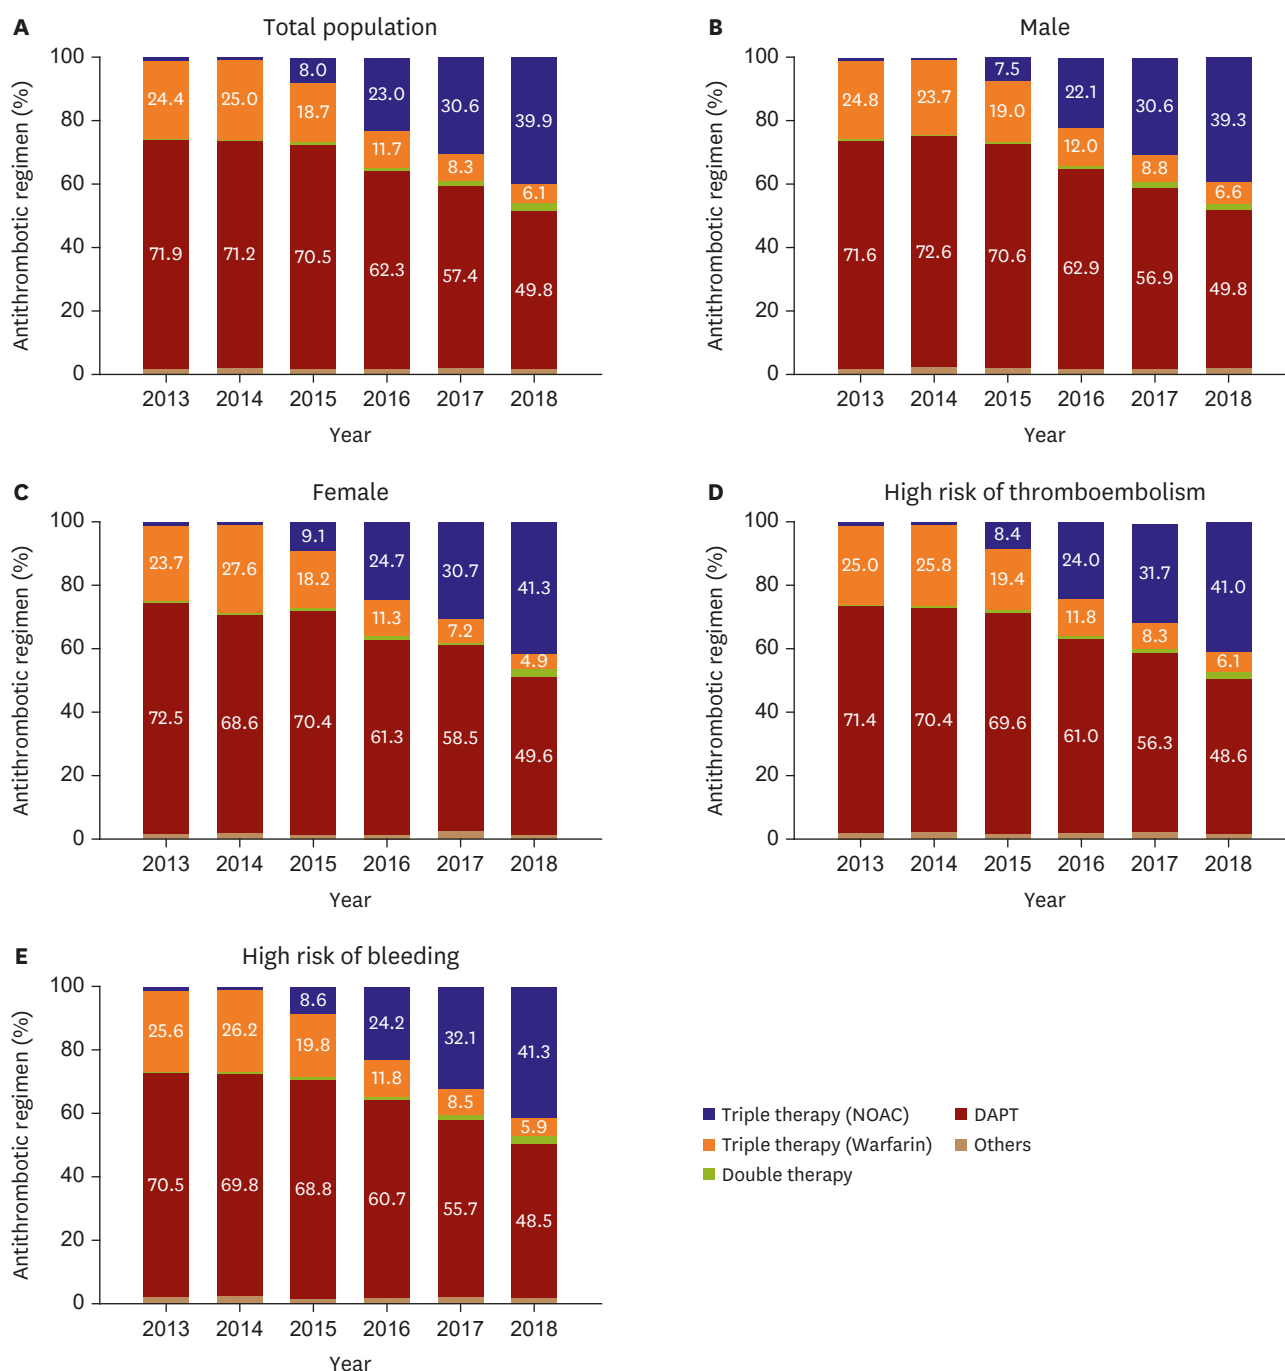 A Total population
Antithrombotic regimen (%)
100
80
60
40
20
0
8.0 23.0 30.6 39.9
24.4 25.0 18.7 11.7 8.3 6.1
71.9 71.2 70.5 62.3 57.4 49.8
2013 2014 2015 2016 2017 2018
Year
B Male
Antithrombotic regimen (%)
100
80
60
40
20
0
7.5 22.1 30.6 39.3
24.8 23.7 19.0 12.0 8.8 6.6
71.6 72.6 70.6 62.9 56.9 49.8
2013 2014 2015 2016 2017 2018
Year
C Female
Antithrombotic regimen (%)
100
80
60
40
20
0
9.1 24.7 30.7 41.3
23.7 27.6 18.2 11.3 7.2 4.9
72.5 68.6 70.4 61.3 58.5 49.6
2013 2014 2015 2016 2017 2018
Year
D High risk of thromboembolism
Antithrombotic regimen (%)
100
80
60
40
20
0
8.4 24.0 31.7 41.0
25.0 25.8 19.4 11.8 8.3 6.1
71.4 70.4 69.6 61.0 56.3 48.6
2013 2014 2015 2016 2017 2018
Year
E High risk of bleeding
Antithrombotic regimen (%)
100
80
60
40
20
0
8.6 24.2 32.1 41.3
25.6 26.2 19.8 11.8 8.5 5.9
70.5 69.8 68.8 60.7 55.7 48.5
2013 2014 2015 2016 2017 2018
Year
Triple therapy (NOAC) DAPT
Triple therapy (Warfarin) Others
Double therapy